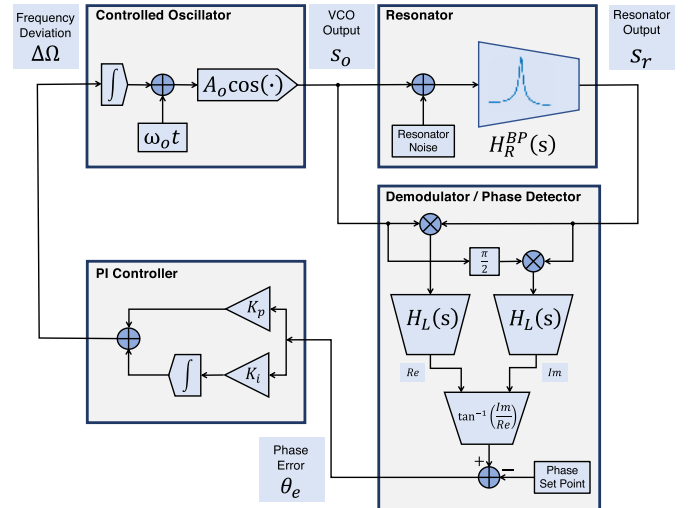 Frequency
Deviation
ΔΩ
Controlled Oscillator
∫
A_o cos(·)
ω_o t
VCO
Output
s_o
Resonator
Resonator
Noise
H_R^{BP}(s)
Resonator
Output
s_r
Demodulator / Phase Detector
π/2
H_L(s)
H_L(s)
Re
Im
tan⁻¹(Im/Re)
+
−
Phase
Set Point
PI Controller
K_p
∫
K_i
Phase
Error
θ_e